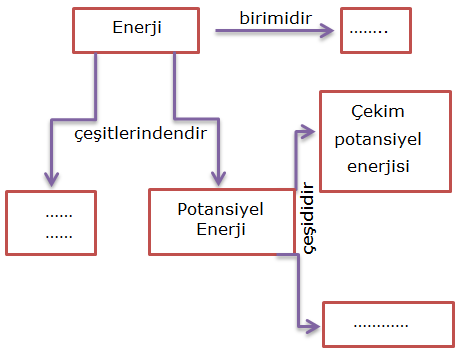 Enerji
birimidir
........
çeşitlerindendir
Çekim
potansiyel
enerjisi
......
......
Potansiyel
Enerji
çeşididir
............